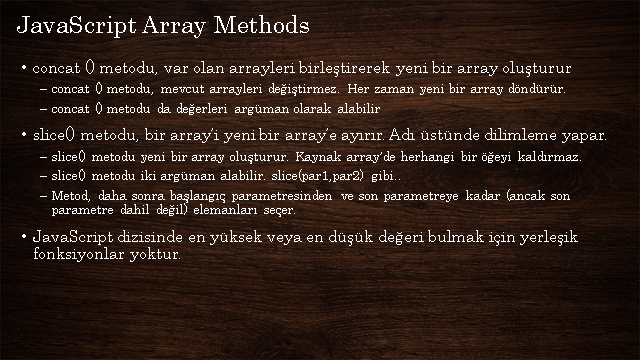 JavaScript Array Methods
• concat () metodu, var olan arrayleri birleştirerek yeni bir array oluşturur
– concat () metodu, mevcut arrayleri değiştirmez. Her zaman yeni bir array döndürür.
– concat () metodu da değerleri argüman olarak alabilir
• slice() metodu, bir array’i yeni bir array’e ayırır. Adı üstünde dilimleme yapar.
– slice() metodu yeni bir array oluşturur. Kaynak array’de herhangi bir öğeyi kaldırmaz.
– slice() metodu iki argüman alabilir. slice(par1,par2) gibi..
– Metod, daha sonra başlangıç parametresinden ve son parametreye kadar (ancak son
parametre dahil değil) elemanları seçer.
• JavaScript dizisinde en yüksek veya en düşük değeri bulmak için yerleşik
fonksiyonlar yoktur.